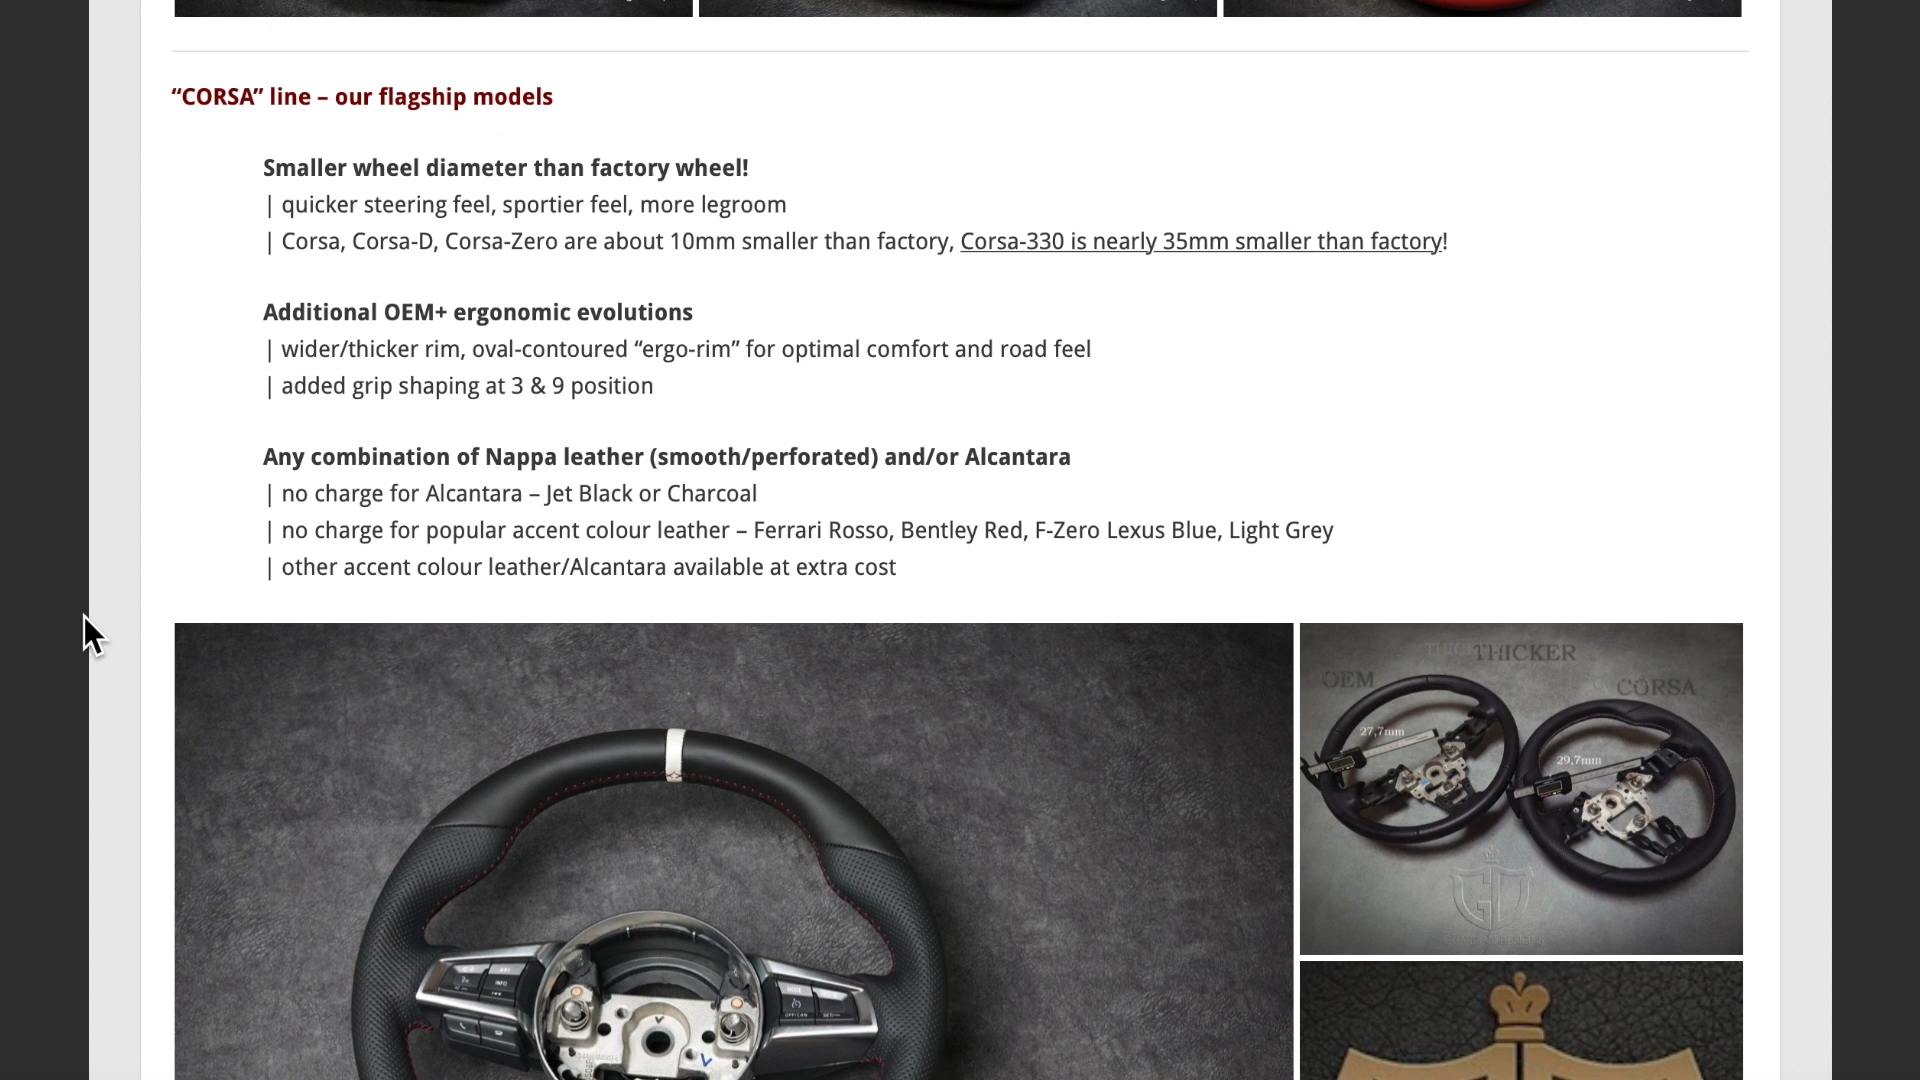 “CORSA” line – our flagship models
Smaller wheel diameter than factory wheel!
| quicker steering feel, sportier feel, more legroom
| Corsa, Corsa-D, Corsa-Zero are about 10mm smaller than factory, Corsa-330 is nearly 35mm smaller than factory!
Additional OEM+ ergonomic evolutions
| wider/thicker rim, oval-contoured “ergo-rim” for optimal comfort and road feel
| added grip shaping at 3 & 9 position
Any combination of Nappa leather (smooth/perforated) and/or Alcantara
| no charge for Alcantara – Jet Black or Charcoal
| no charge for popular accent colour leather – Ferrari Rosso, Bentley Red, F-Zero Lexus Blue, Light Grey
| other accent colour leather/Alcantara available at extra cost
THICKER
OEM
CORSA
27,7mm
29,7mm
INFO
MODE